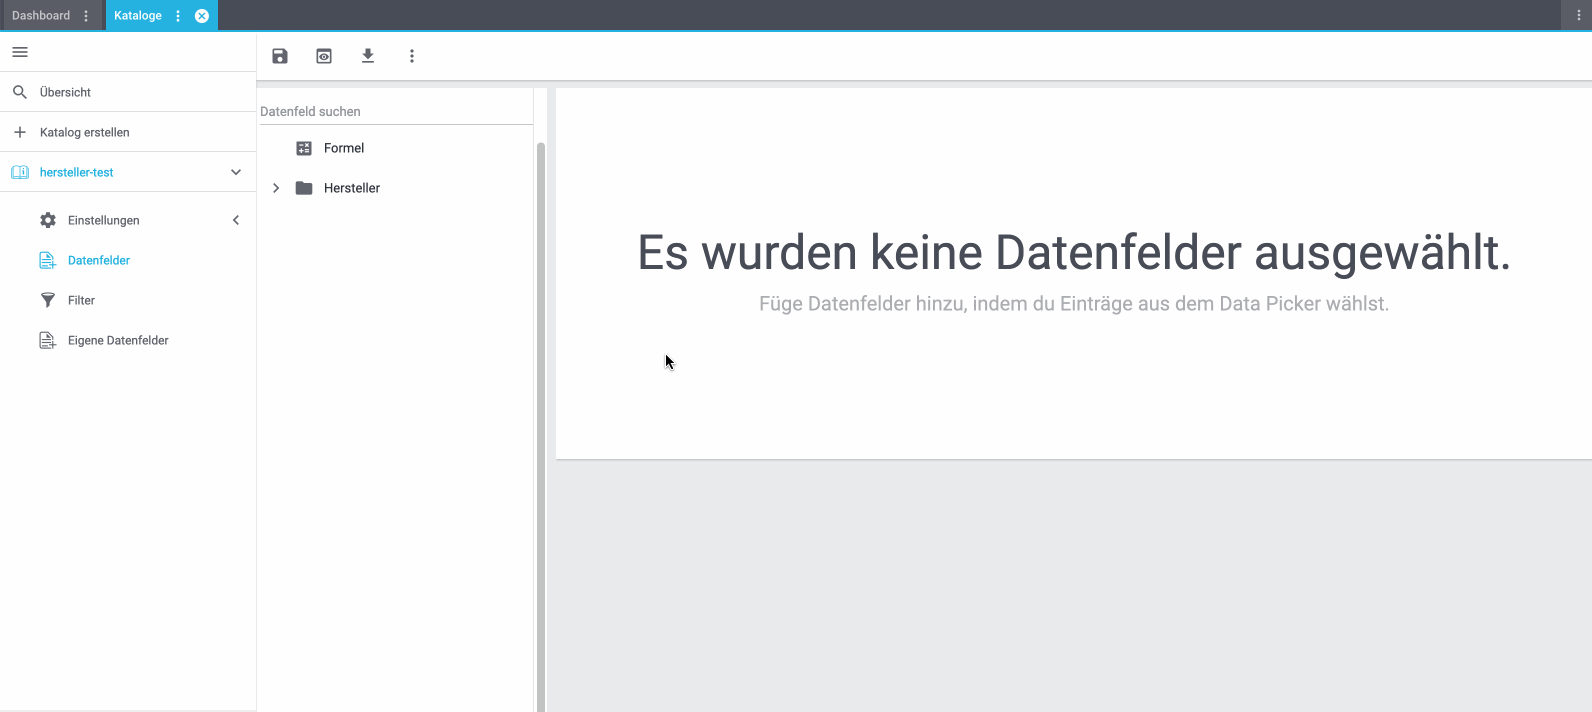 Dashboard
Kataloge
Übersicht
Katalog erstellen
hersteller-test
Einstellungen
Datenfelder
Filter
Eigene Datenfelder
Datenfeld suchen
Formel
Hersteller
Es wurden keine Datenfelder ausgewählt.
Füge Datenfelder hinzu, indem du Einträge aus dem Data Picker wählst.